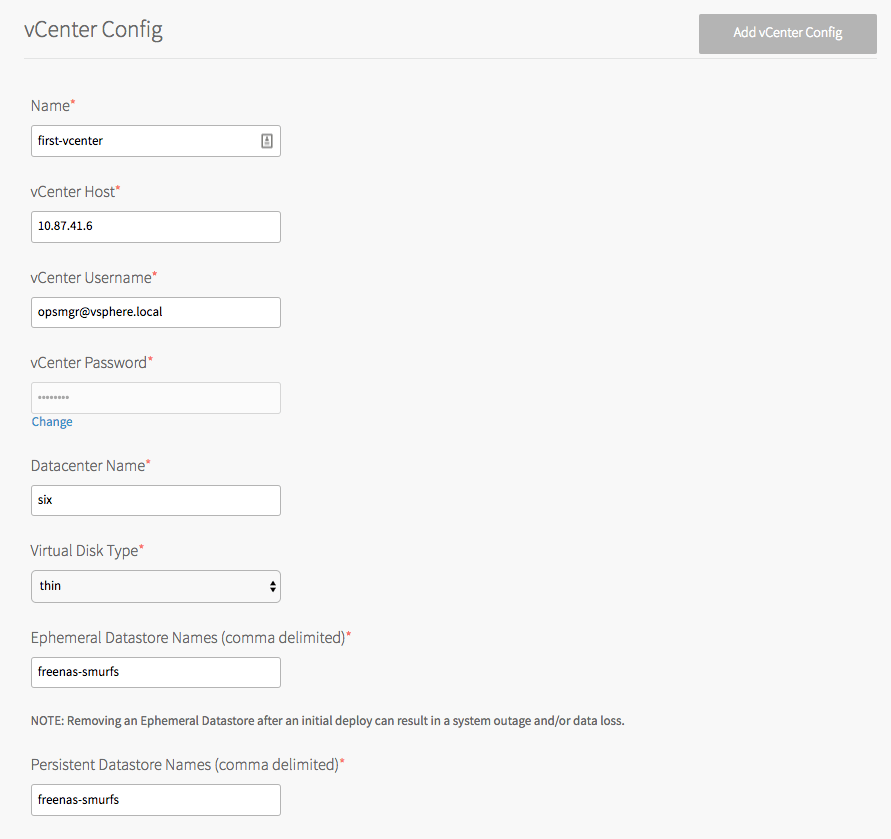 vCenter Config
Add vCenter Config
Name*
first-vcenter
vCenter Host*
10.87.41.6
vCenter Username*
opsmgr@vsphere.local
vCenter Password*
••••••••
Change
Datacenter Name*
six
Virtual Disk Type*
thin
Ephemeral Datastore Names (comma delimited)*
freenas-smurfs
NOTE: Removing an Ephemeral Datastore after an initial deploy can result in a system outage and/or data loss.
Persistent Datastore Names (comma delimited)*
freenas-smurfs